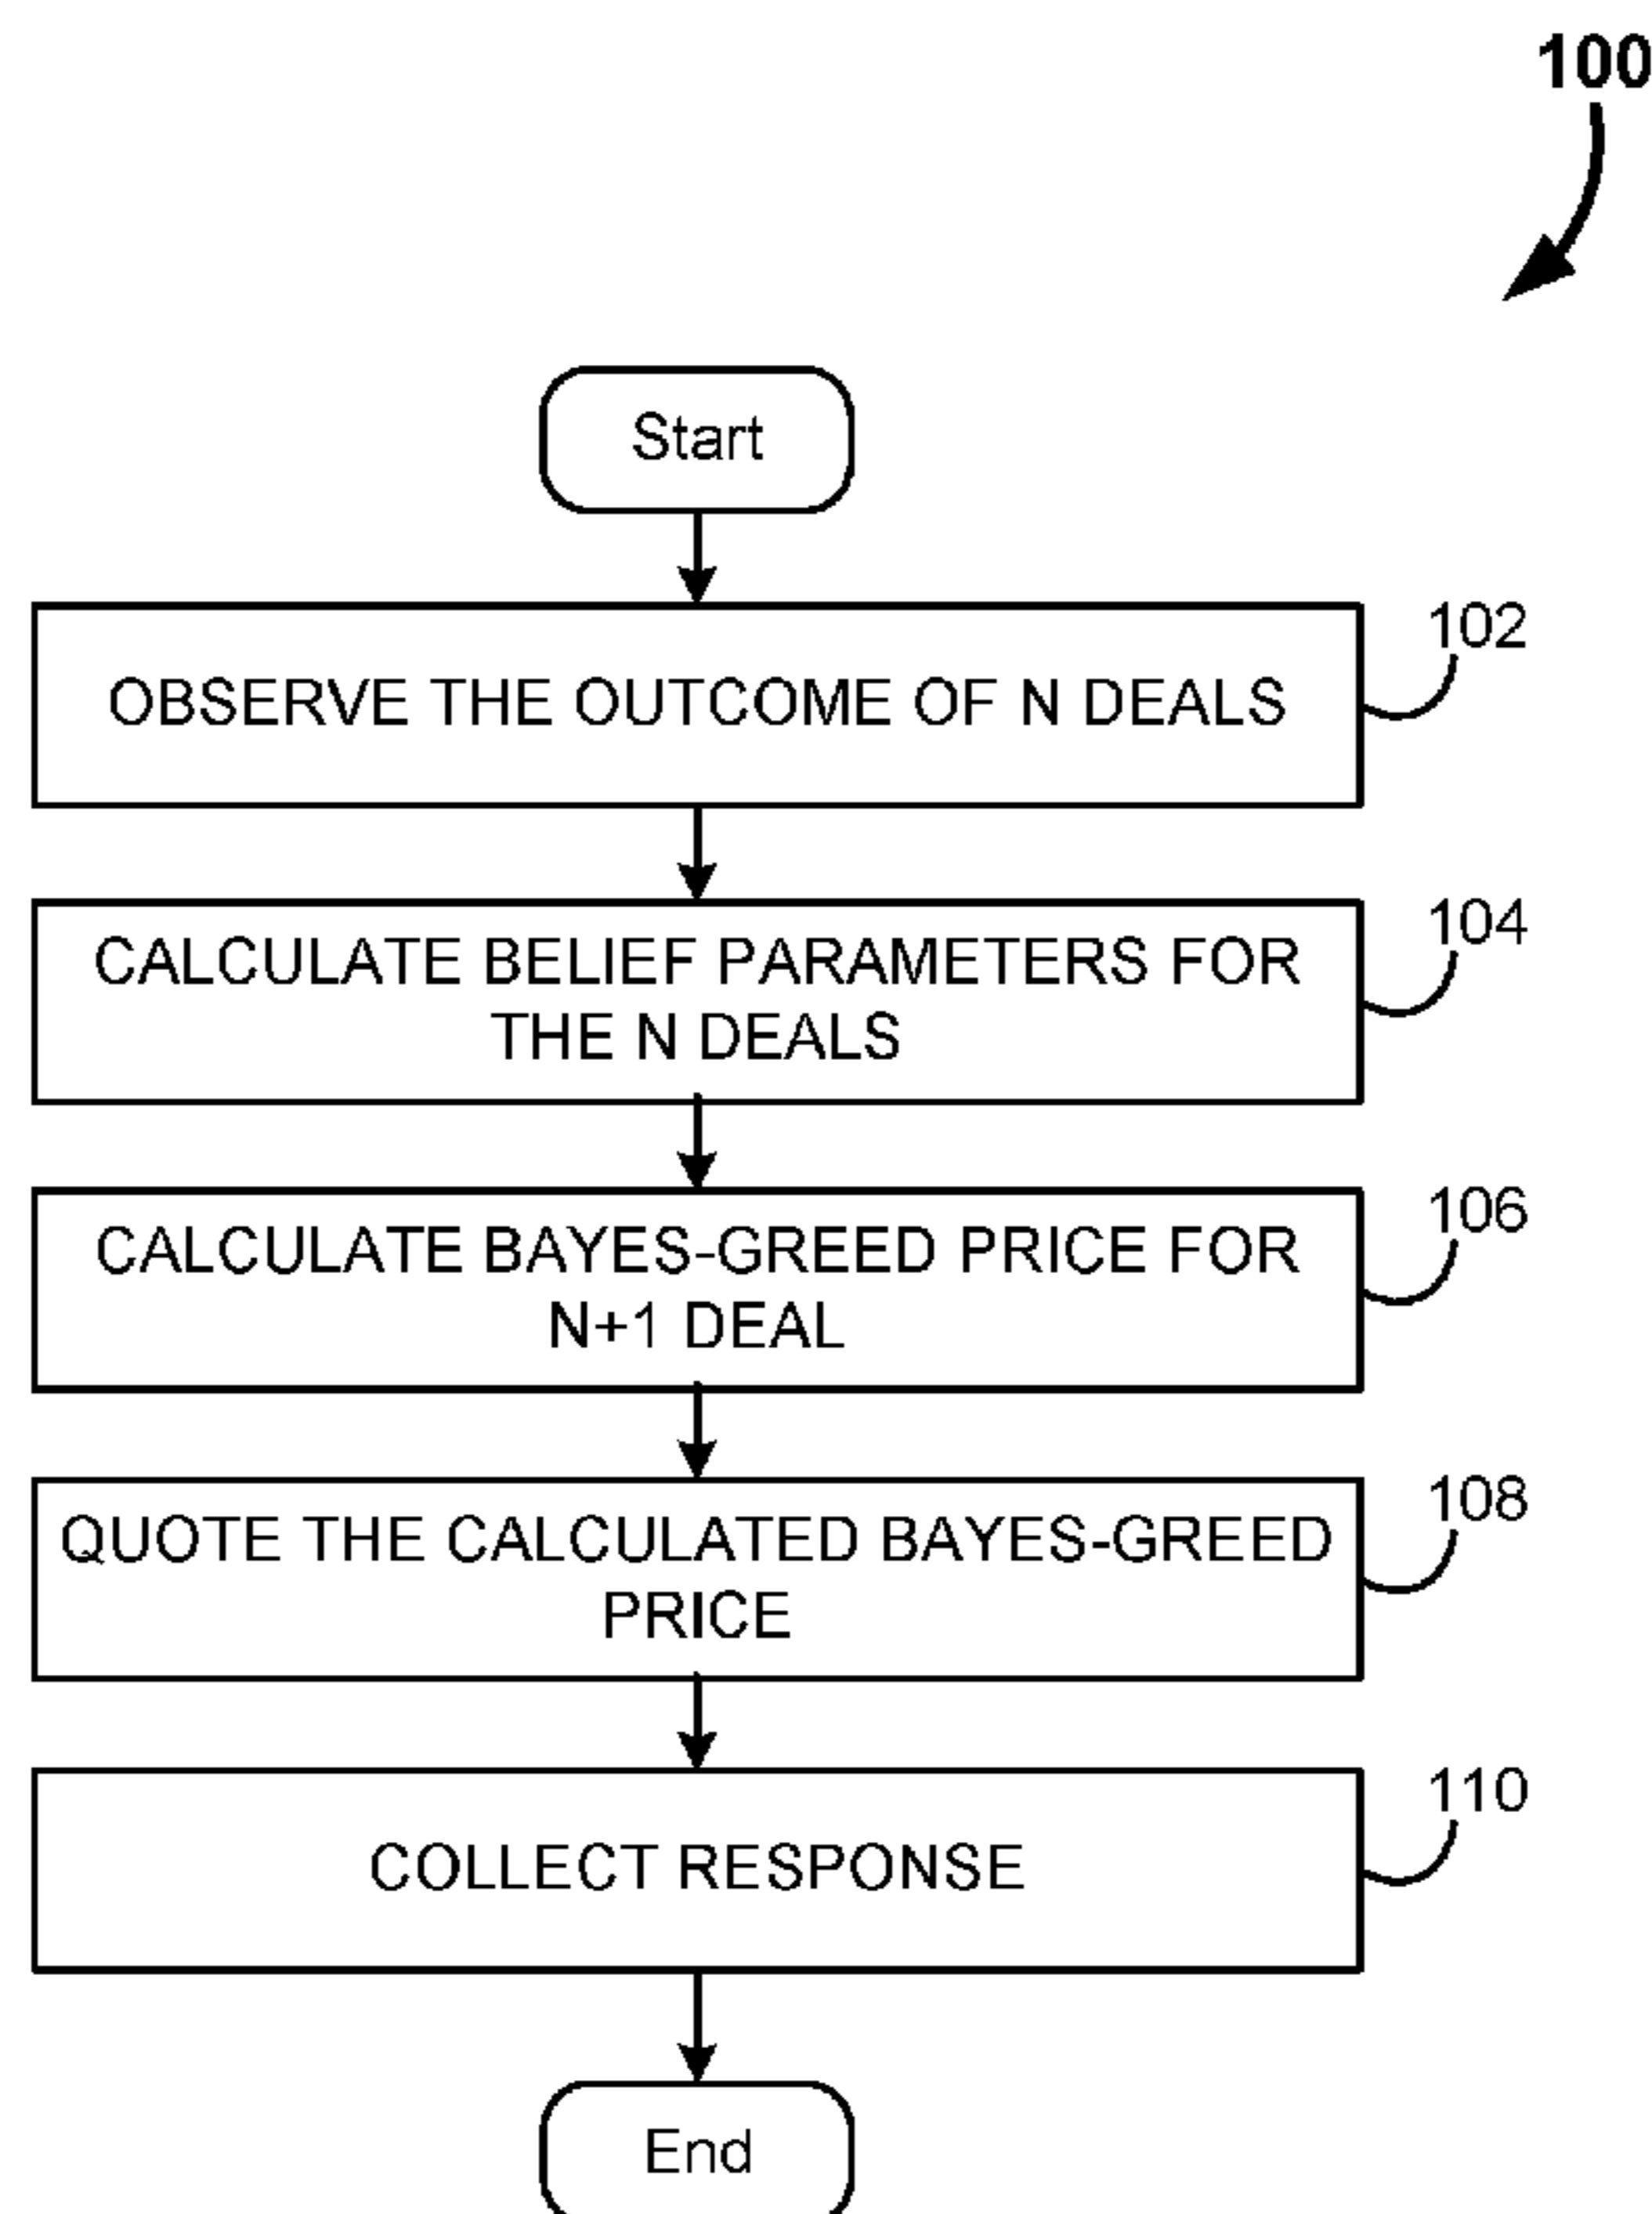 100
Start
OBSERVE THE OUTCOME OF N DEALS
102
CALCULATE BELIEF PARAMETERS FOR
THE N DEALS
104
CALCULATE BAYES-GREED PRICE FOR
N+1 DEAL
106
QUOTE THE CALCULATED BAYES-GREED
PRICE
108
COLLECT RESPONSE
110
End